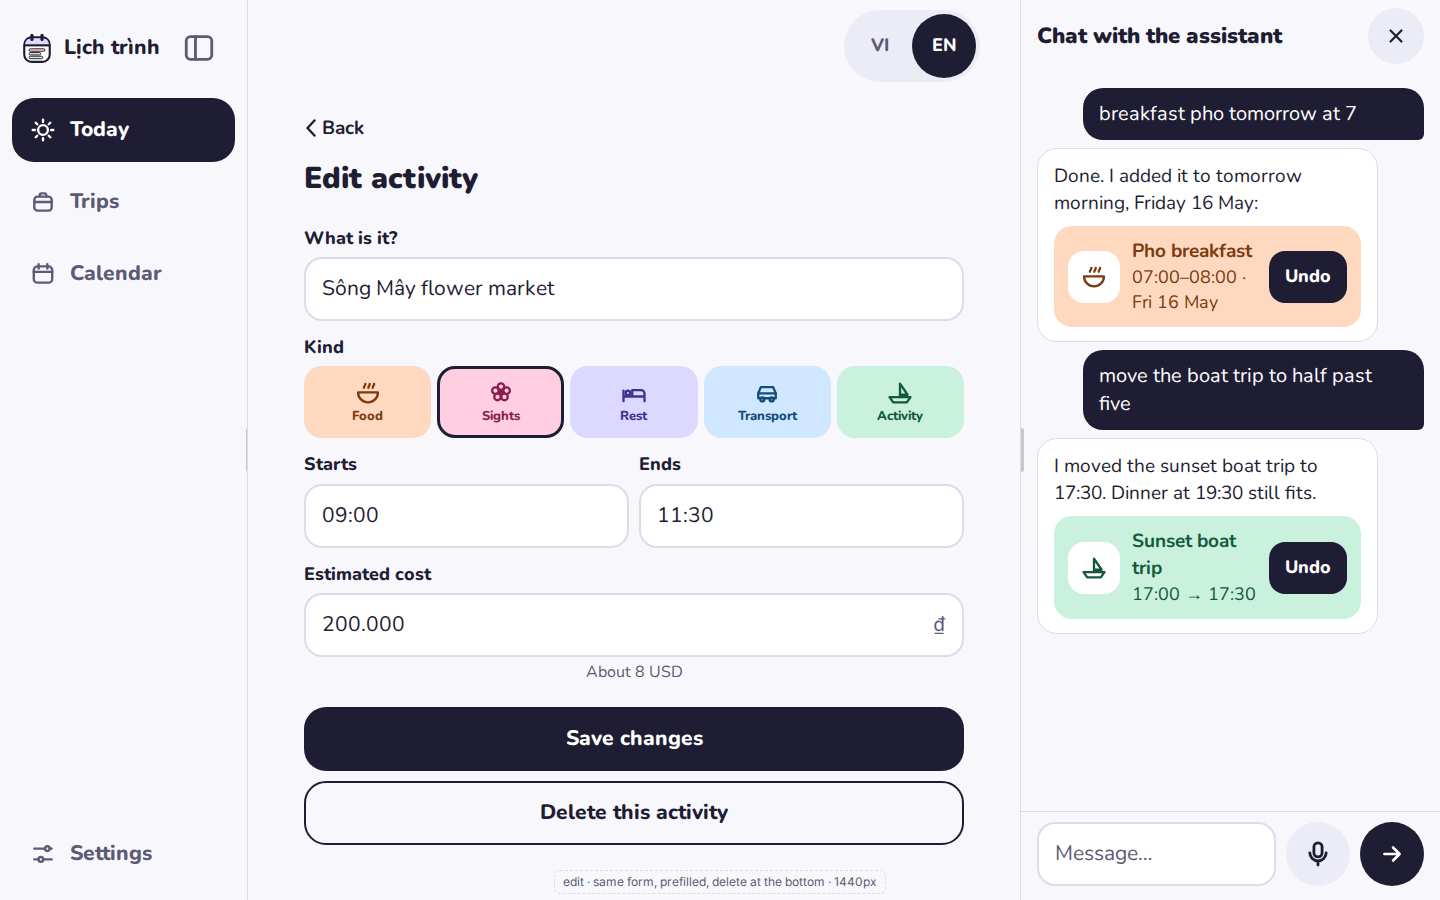 Lịch trình
Today
Trips
Calendar
Settings
VI
EN
Back
Edit activity
What is it?
Sông Mây flower market
Kind
Food
Sights
Rest
Transport
Activity
Starts
Ends
09:00
11:30
Estimated cost
200.000
₫
About 8 USD
Save changes
Delete this activity
edit · same form, prefilled, delete at the bottom · 1440px
Chat with the assistant
breakfast pho tomorrow at 7
Done. I added it to tomorrow
morning, Friday 16 May:
Pho breakfast
07:00–08:00 ·
Fri 16 May
Undo
move the boat trip to half past
five
I moved the sunset boat trip to
17:30. Dinner at 19:30 still fits.
Sunset boat
trip
17:00 → 17:30
Undo
Message...